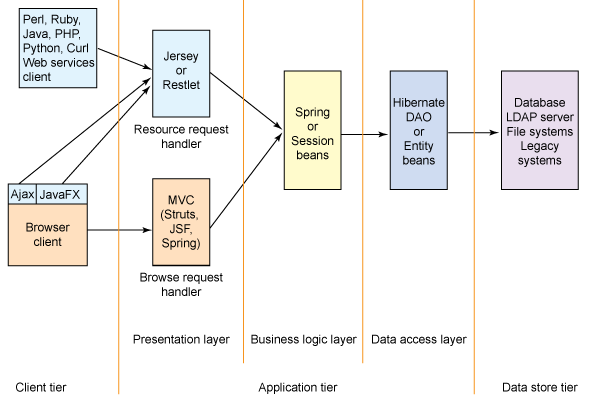 Perl, Ruby,
Java, PHP,
Python, Curl
Web services
client
Jersey
or
Restlet
Resource request
handler
Spring
or
Session
beans
Hibernate
DAO
or
Entity
beans
Database
LDAP server
File systems
Legacy
systems
Ajax
JavaFX
Browser
client
MVC
(Struts,
JSF,
Spring)
Browse request
handler
Presentation layer
Business logic layer
Data access layer
Client tier
Application tier
Data store tier